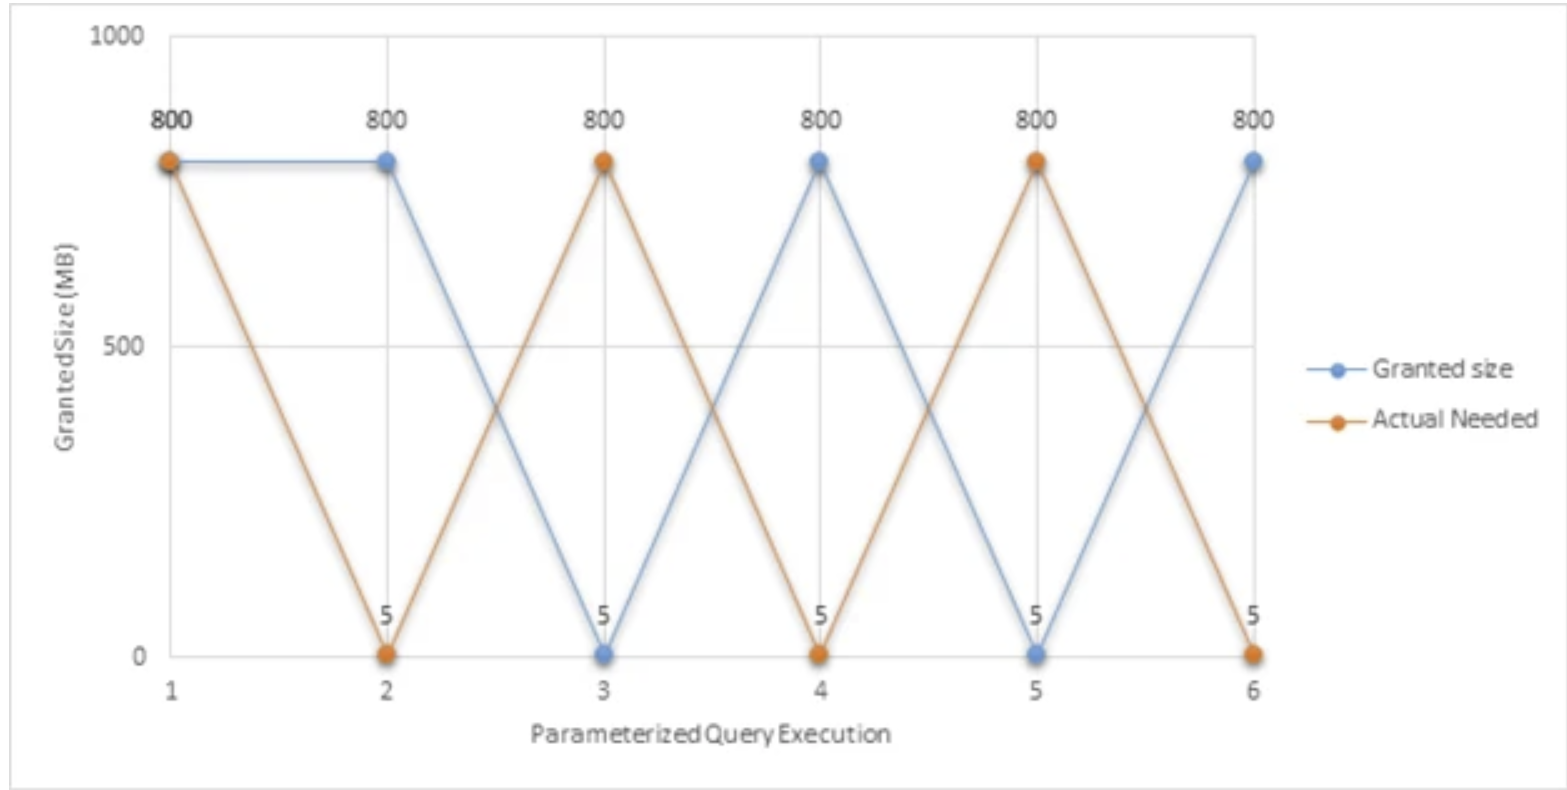 1000
800 800 800 800 800 800
Granted Size (MB)
500
Granted size
Actual Needed
5 5 5 5 5
0
1 2 3 4 5 6
Parameterized Query Execution